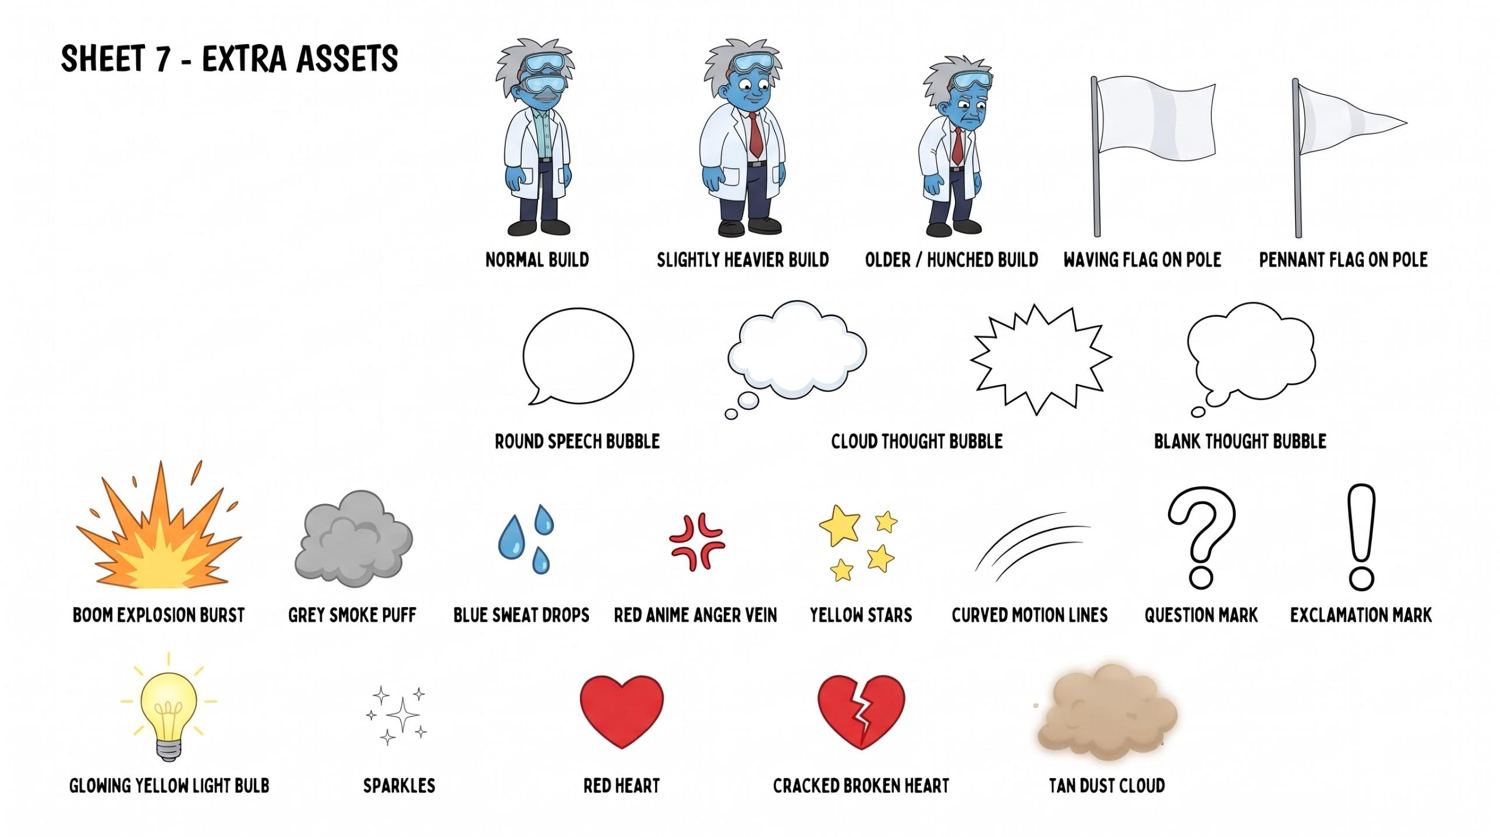 SHEET 7 - EXTRA ASSETS
NORMAL BUILD
SLIGHTLY HEAVIER BUILD
OLDER / HUNCHED BUILD
WAVING FLAG ON POLE
PENNANT FLAG ON POLE
ROUND SPEECH BUBBLE
CLOUD THOUGHT BUBBLE
BLANK THOUGHT BUBBLE
BOOM EXPLOSION BURST
GREY SMOKE PUFF
BLUE SWEAT DROPS
RED ANIME ANGER VEIN
YELLOW STARS
CURVED MOTION LINES
QUESTION MARK
EXCLAMATION MARK
GLOWING YELLOW LIGHT BULB
SPARKLES
RED HEART
CRACKED BROKEN HEART
TAN DUST CLOUD